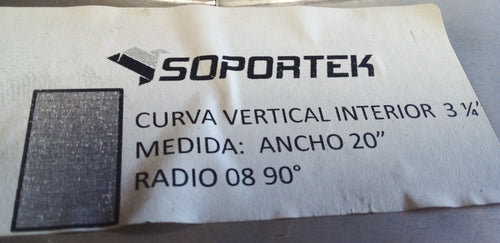 SOPORTEK
CURVA VERTICAL INTERIOR 3 ¼'
MEDIDA: ANCHO 20"
RADIO 08 90°